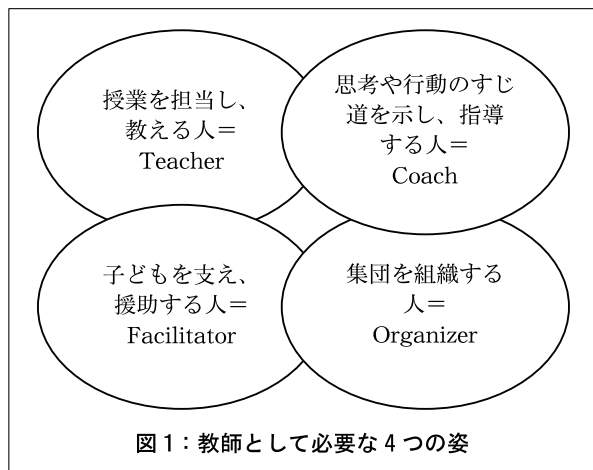 授業を担当し、
教える人＝
Teacher
思考や行動のすじ
道を示し、指導
する人＝
Coach
子どもを支え、
援助する人＝
Facilitator
集団を組織する
人＝
Organizer
図1：教師として必要な4つの姿